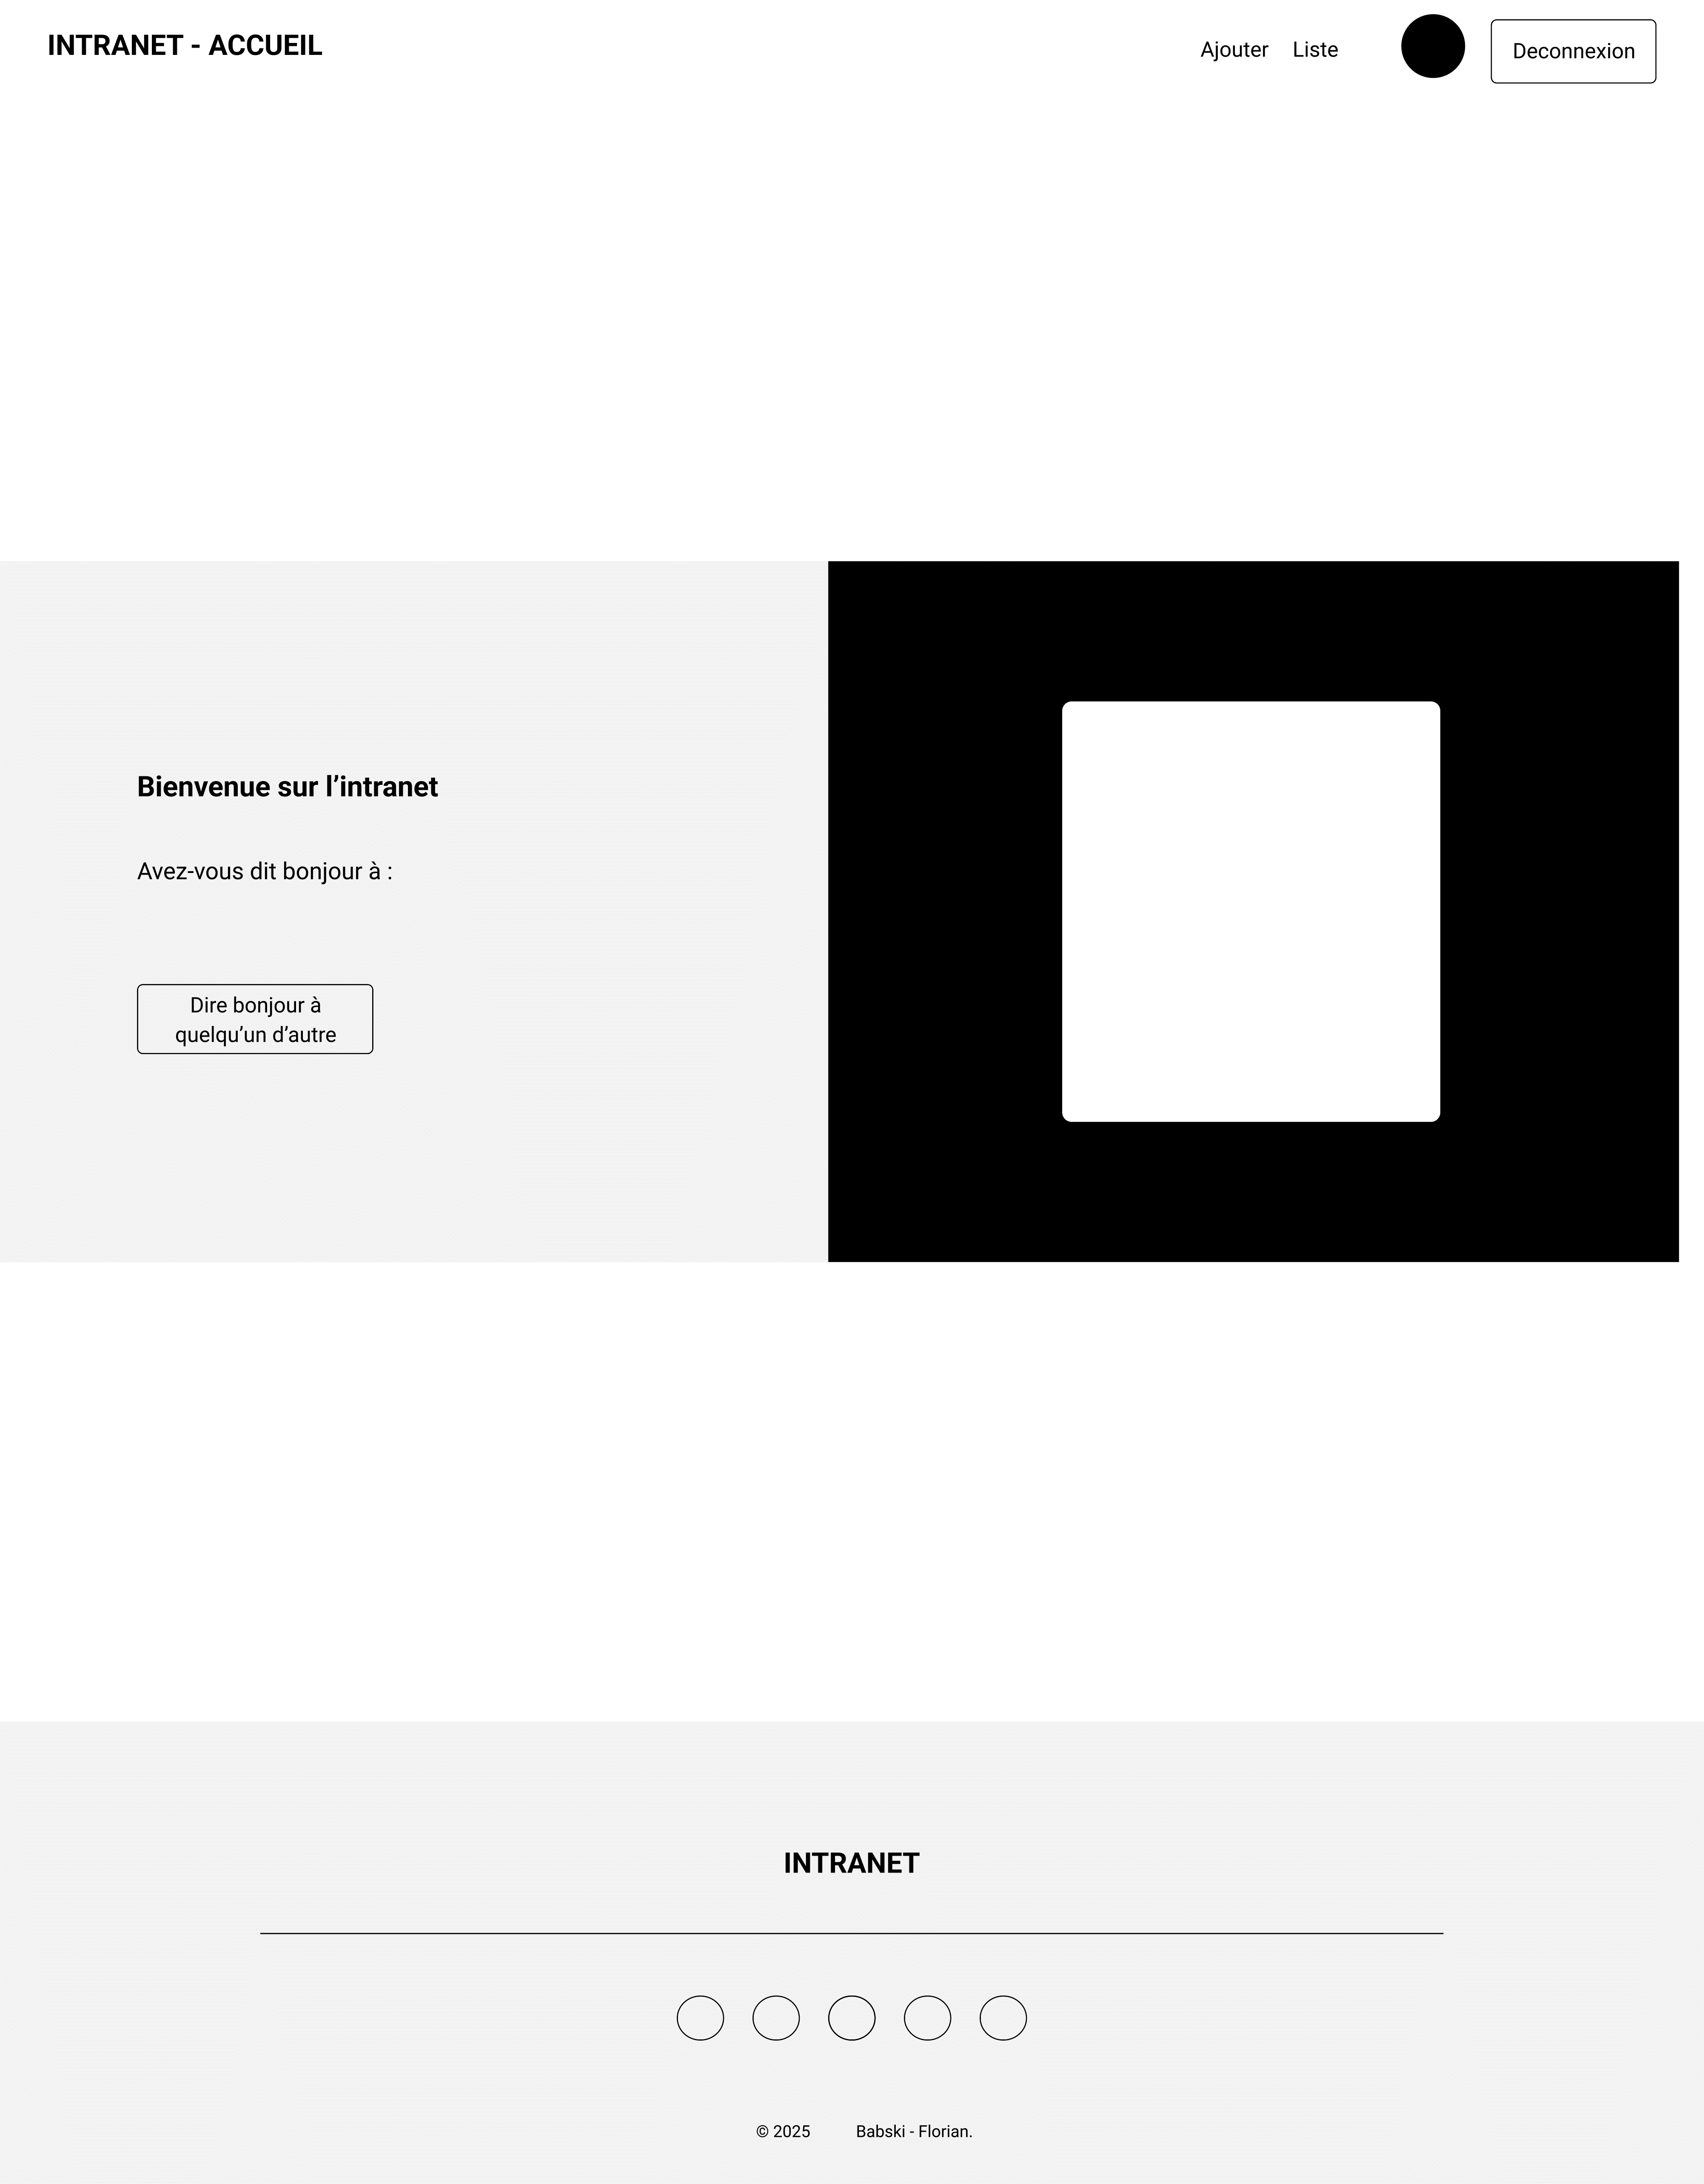 INTRANET - ACCUEIL
Ajouter
Liste
Deconnexion
Bienvenue sur l’intranet
Avez-vous dit bonjour à :
Dire bonjour à
quelqu’un d’autre
INTRANET
© 2025
Babski - Florian.